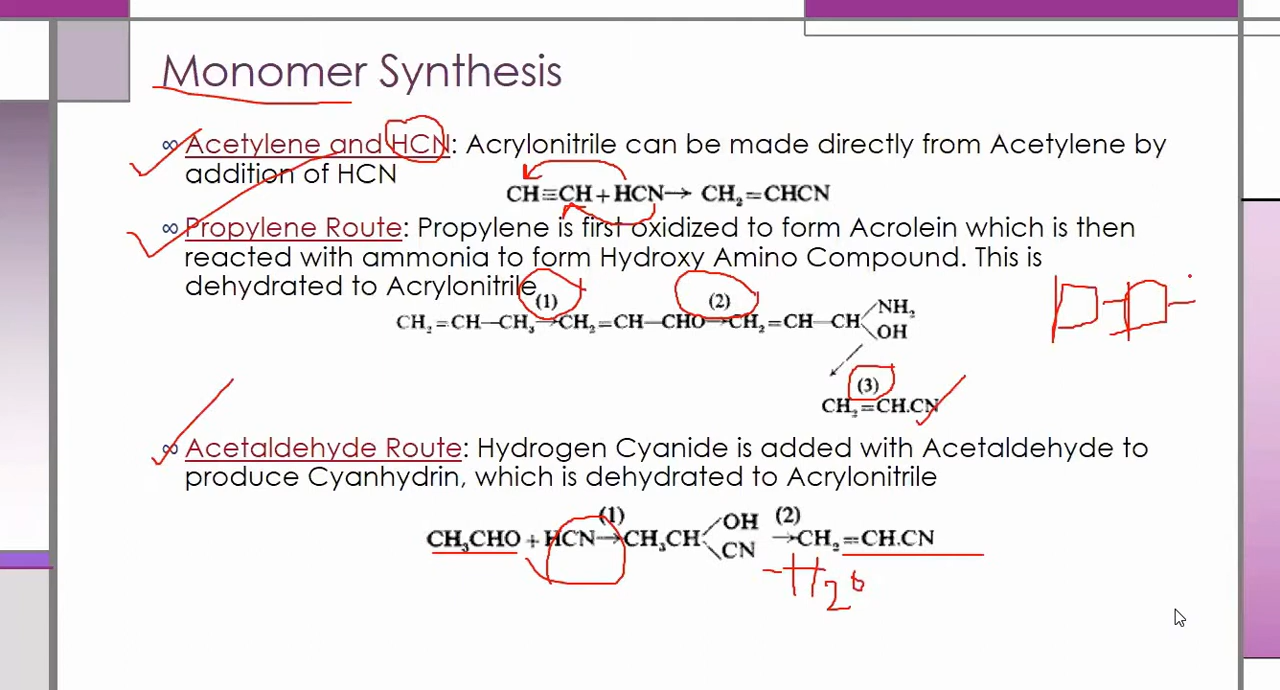 Monomer Synthesis
∞ Acetylene and HCN: Acrylonitrile can be made directly from Acetylene by
addition of HCN
CH≡CH+HCN→ CH₂=CHCN
∞ Propylene Route: Propylene is first oxidized to form Acrolein which is then
reacted with ammonia to form Hydroxy Amino Compound. This is
dehydrated to Acrylonitrile
(1) (2)
NH₂
CH₂=CH—CH₃→CH₂=CH—CHO→CH₂=CH—CH
OH
(3)
CH₂=CH.CN
∞ Acetaldehyde Route: Hydrogen Cyanide is added with Acetaldehyde to
produce Cyanhydrin, which is dehydrated to Acrylonitrile
(1) OH (2)
CH₃CHO+HCN→CH₃CH →CH₂=CH.CN
CN
-H₂O